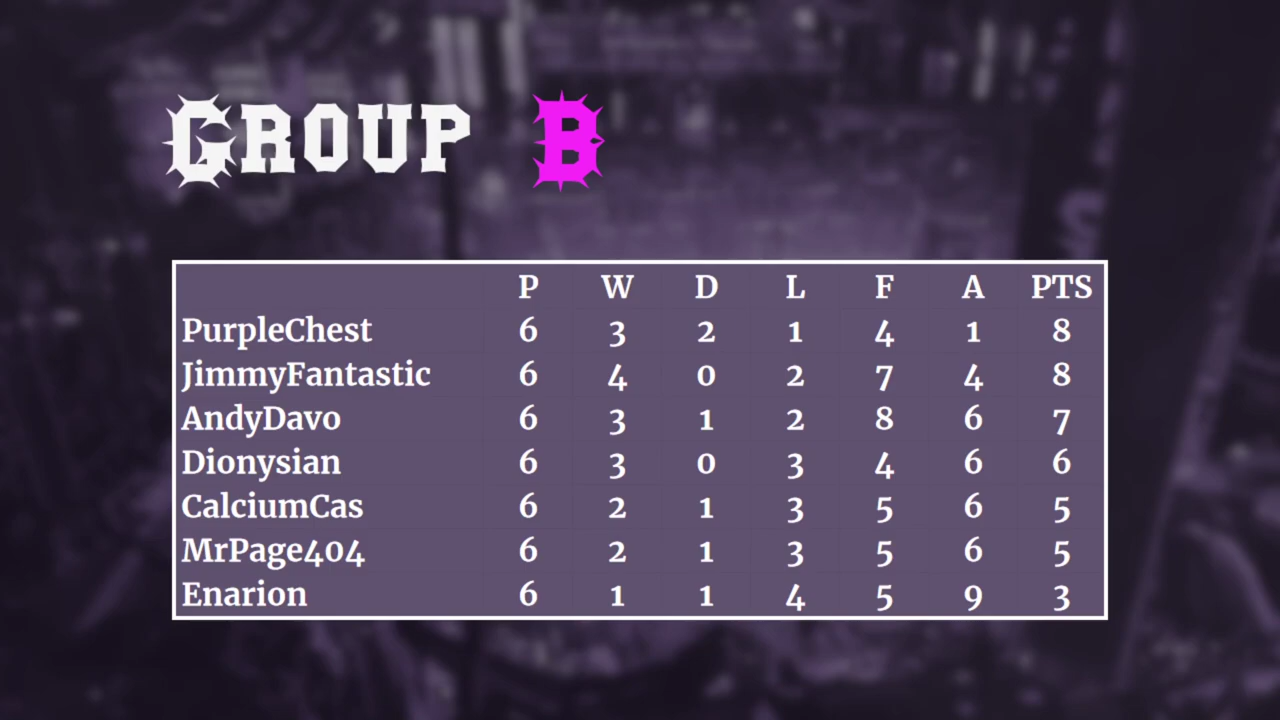 Group B
P W D L F A PTS
PurpleChest 6 3 2 1 4 1 8
JimmyFantastic 6 4 0 2 7 4 8
AndyDavo 6 3 1 2 8 6 7
Dionysian 6 3 0 3 4 6 6
CalciumCas 6 2 1 3 5 6 5
MrPage404 6 2 1 3 5 6 5
Enarion 6 1 1 4 5 9 3